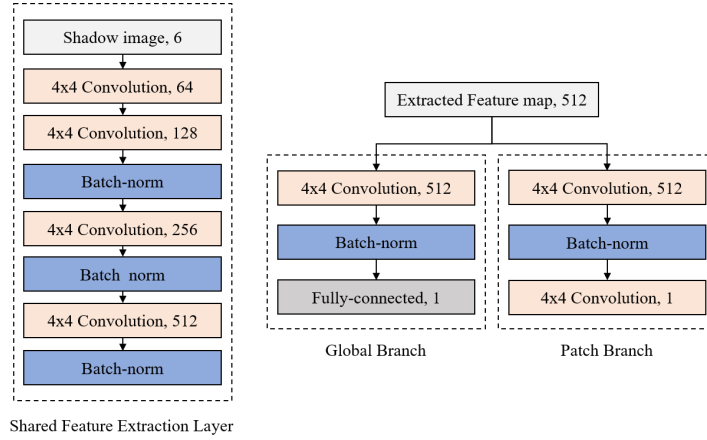 Shadow image, 6
4x4 Convolution, 64
4x4 Convolution, 128
Batch-norm
4x4 Convolution, 256
Batch norm
4x4 Convolution, 512
Batch-norm
Shared Feature Extraction Layer
Extracted Feature map, 512
4x4 Convolution, 512
Batch-norm
Fully-connected, 1
Global Branch
4x4 Convolution, 512
Batch-norm
4x4 Convolution, 1
Patch Branch